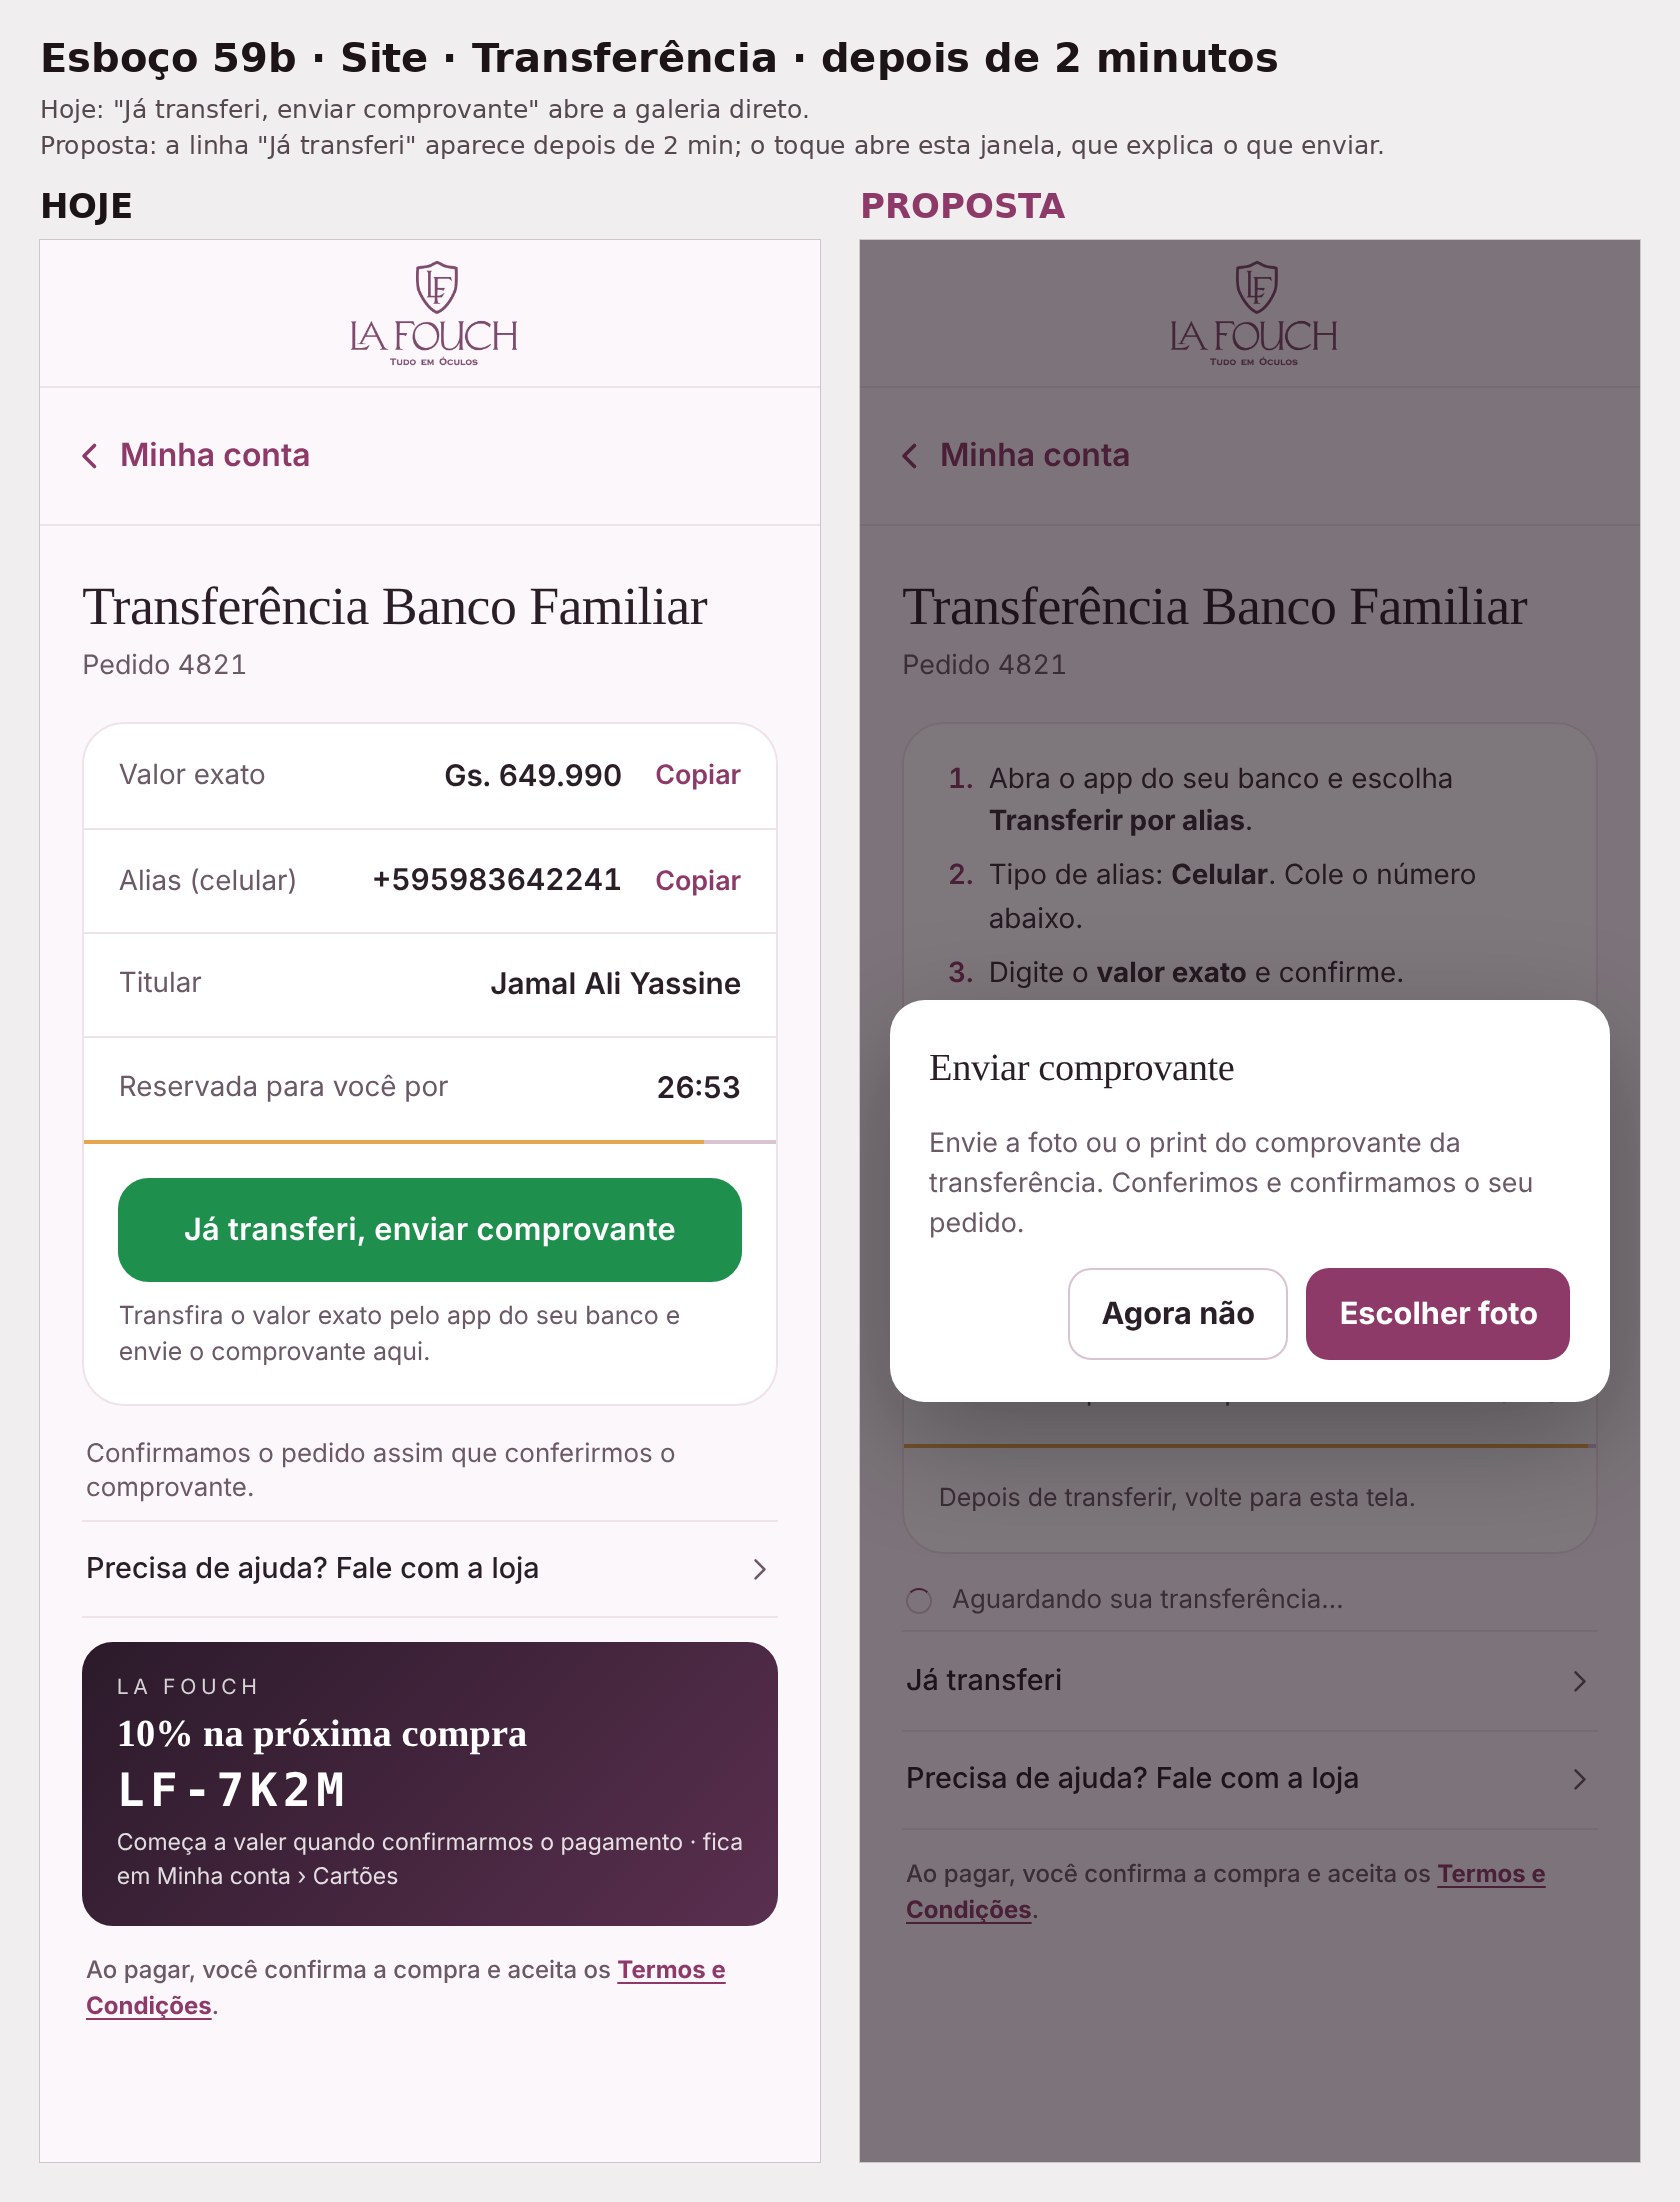 Esboço 59b · Site · Transferência · depois de 2 minutos
Hoje: "Já transferi, enviar comprovante" abre a galeria direto.
Proposta: a linha "Já transferi" aparece depois de 2 min; o toque abre esta janela, que explica o que enviar.
HOJE
LF
LA FOUCH
TUDO EM ÓCULOS
Minha conta
Transferência Banco Familiar
Pedido 4821
Valor exato Gs. 649.990 Copiar
Alias (celular) +595983642241 Copiar
Titular Jamal Ali Yassine
Reservada para você por 26:53
Já transferi, enviar comprovante
Transfira o valor exato pelo app do seu banco e
envie o comprovante aqui.
Confirmamos o pedido assim que conferirmos o
comprovante.
Precisa de ajuda? Fale com a loja
LA FOUCH
10% na próxima compra
LF-7K2M
Começa a valer quando confirmarmos o pagamento · fica
em Minha conta › Cartões
Ao pagar, você confirma a compra e aceita os Termos e
Condições.
PROPOSTA
LF
LA FOUCH
TUDO EM ÓCULOS
Minha conta
Transferência Banco Familiar
Pedido 4821
1. Abra o app do seu banco e escolha
Transferir por alias.
2. Tipo de alias: Celular. Cole o número
abaixo.
3. Digite o valor exato e confirme.
Enviar comprovante
Envie a foto ou o print do comprovante da
transferência. Conferimos e confirmamos o seu
pedido.
Agora não
Escolher foto
Depois de transferir, volte para esta tela.
Aguardando sua transferência...
Já transferi
Precisa de ajuda? Fale com a loja
Ao pagar, você confirma a compra e aceita os Termos e
Condições.